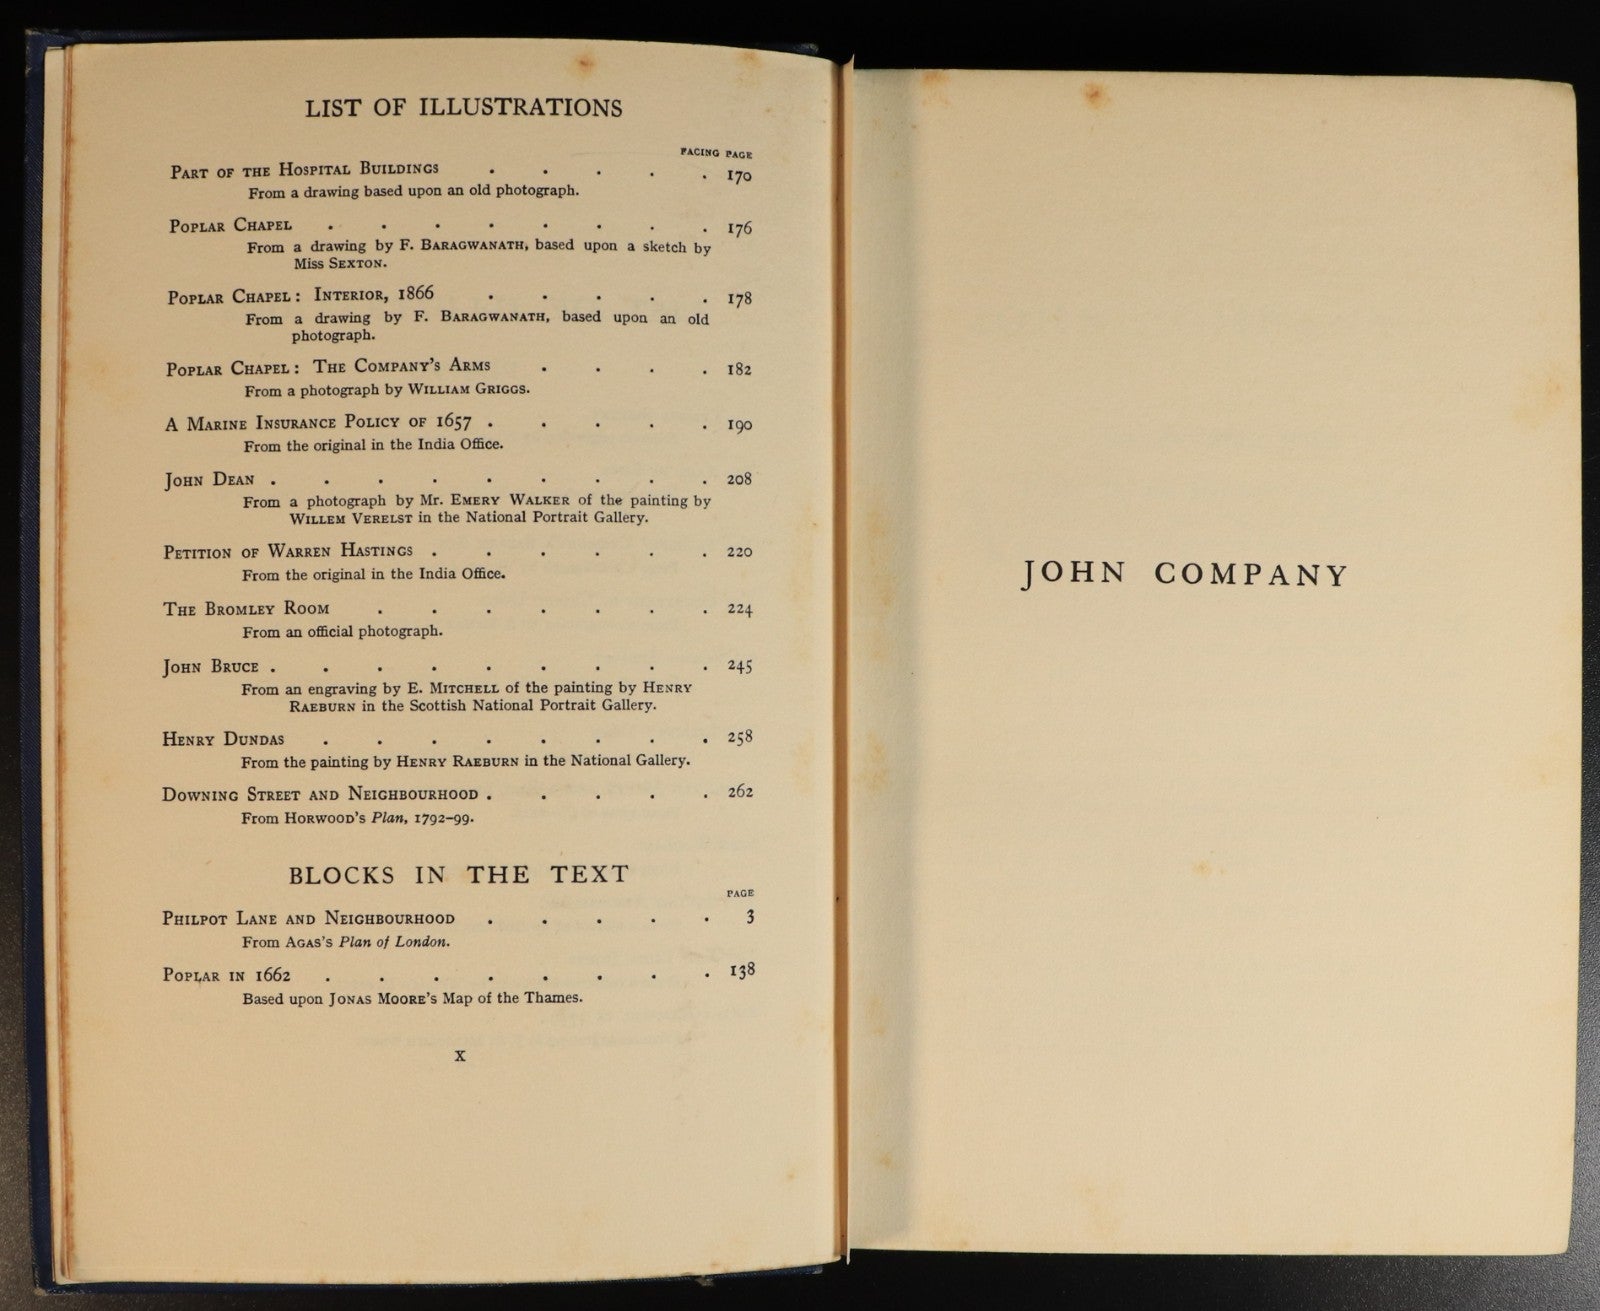 LIST OF ILLUSTRATIONS
FACING PAGE
PART OF THE HOSPITAL BUILDINGS . . . . . 170
From a drawing based upon an old photograph.
POPLAR CHAPEL . . . . . . . . 176
From a drawing by F. BARAGWANATH, based upon a sketch by
Miss SEXTON.
POPLAR CHAPEL: INTERIOR, 1866 . . . . . 178
From a drawing by F. BARAGWANATH, based upon an old
photograph.
POPLAR CHAPEL: THE COMPANY'S ARMS . . . . 182
From a photograph by WILLIAM GRIGGS.
A MARINE INSURANCE POLICY OF 1657 . . . . . 190
From the original in the India Office.
JOHN DEAN . . . . . . . . . 208
From a photograph by Mr. EMERY WALKER of the painting by
WILLEM VERELST in the National Portrait Gallery.
PETITION OF WARREN HASTINGS . . . . . . 220
From the original in the India Office.
THE BROMLEY ROOM . . . . . . . 224
From an official photograph.
JOHN BRUCE . . . . . . . . . 245
From an engraving by E. MITCHELL of the painting by HENRY
RAEBURN in the Scottish National Portrait Gallery.
HENRY DUNDAS . . . . . . . . 258
From the painting by HENRY RAEBURN in the National Gallery.
DOWNING STREET AND NEIGHBOURHOOD . . . . . 262
From HORWOOD'S Plan, 1792–99.
BLOCKS IN THE TEXT
PAGE
PHILPOT LANE AND NEIGHBOURHOOD . . . . . 3
From AGAS'S Plan of London.
POPLAR IN 1662 . . . . . . . . 138
Based upon JONAS MOORE'S Map of the Thames.
x
JOHN COMPANY